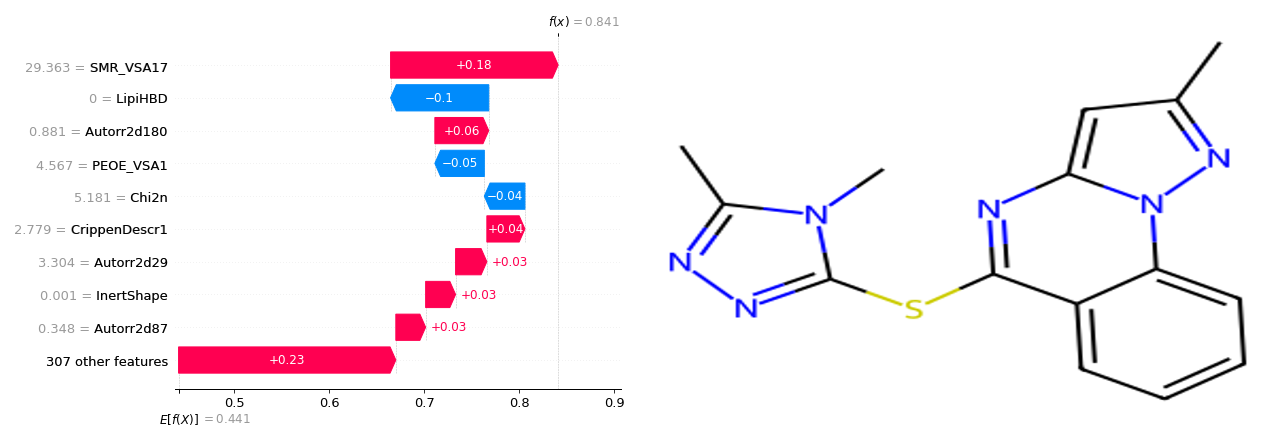 f(x) = 0.841
29.363 = SMR_VSA17
+0.18
0 = LipiHBD
−0.1
0.881 = Autorr2d180
+0.06
4.567 = PEOE_VSA1
−0.05
5.181 = Chi2n
−0.04
2.779 = CrippenDescr1
+0.04
3.304 = Autorr2d29
+0.03
0.001 = InertShape
+0.03
0.348 = Autorr2d87
+0.03
307 other features
+0.23
0.5 0.6 0.7 0.8 0.9
E[f(X)] = 0.441
N
N
N
N
N
N
N
S